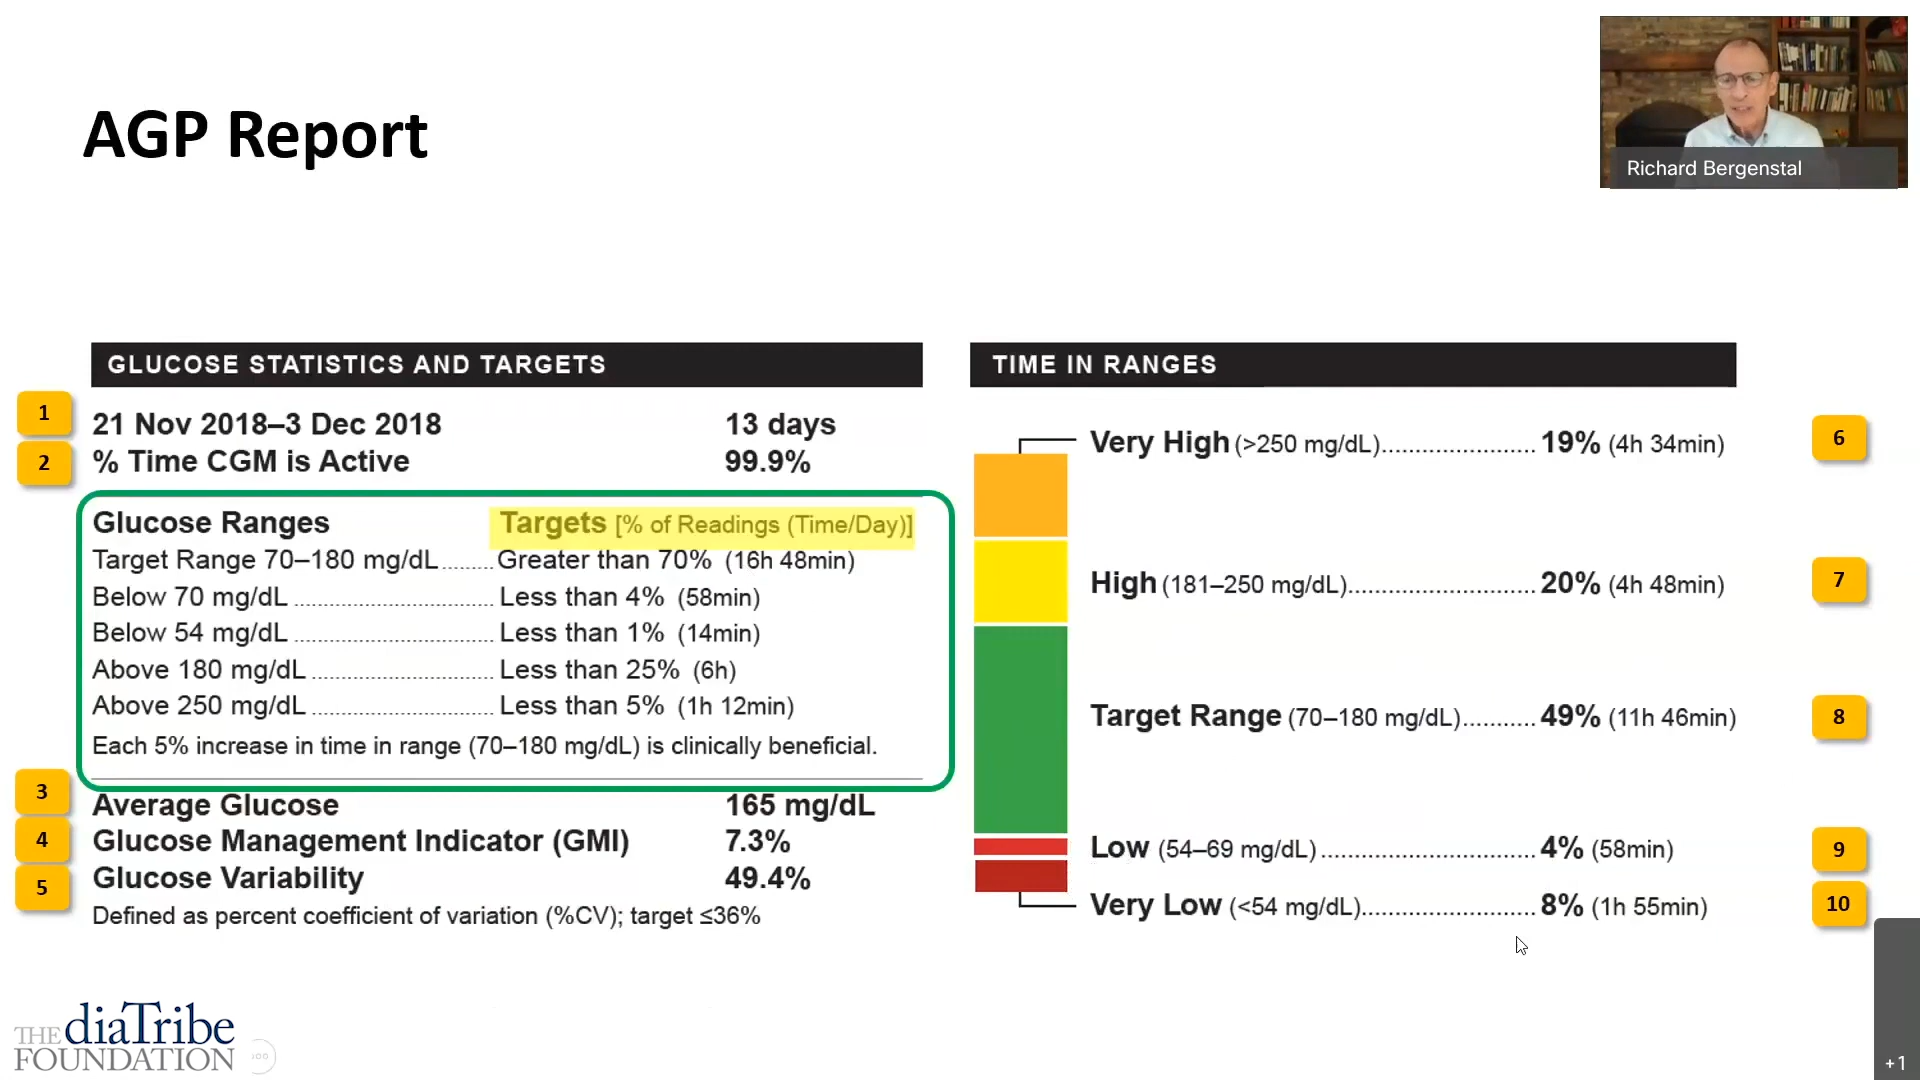 AGP Report
Richard Bergenstal
GLUCOSE STATISTICS AND TARGETS
1
21 Nov 2018–3 Dec 2018 13 days
2
% Time CGM is Active 99.9%
Glucose Ranges Targets [% of Readings (Time/Day)]
Target Range 70–180 mg/dL.........Greater than 70% (16h 48min)
Below 70 mg/dL ................................. Less than 4% (58min)
Below 54 mg/dL ................................. Less than 1% (14min)
Above 180 mg/dL .............................. Less than 25% (6h)
Above 250 mg/dL .............................. Less than 5% (1h 12min)
Each 5% increase in time in range (70–180 mg/dL) is clinically beneficial.
3
Average Glucose 165 mg/dL
4
Glucose Management Indicator (GMI) 7.3%
5
Glucose Variability 49.4%
Defined as percent coefficient of variation (%CV); target ≤36%
TIME IN RANGES
Very High (>250 mg/dL)....................... 19% (4h 34min)
6
High (181–250 mg/dL)............................ 20% (4h 48min)
7
Target Range (70–180 mg/dL)........... 49% (11h 46min)
8
Low (54–69 mg/dL)................................ 4% (58min)
9
Very Low (<54 mg/dL)......................... 8% (1h 55min)
10
THE diaTribe
FOUNDATION
+1